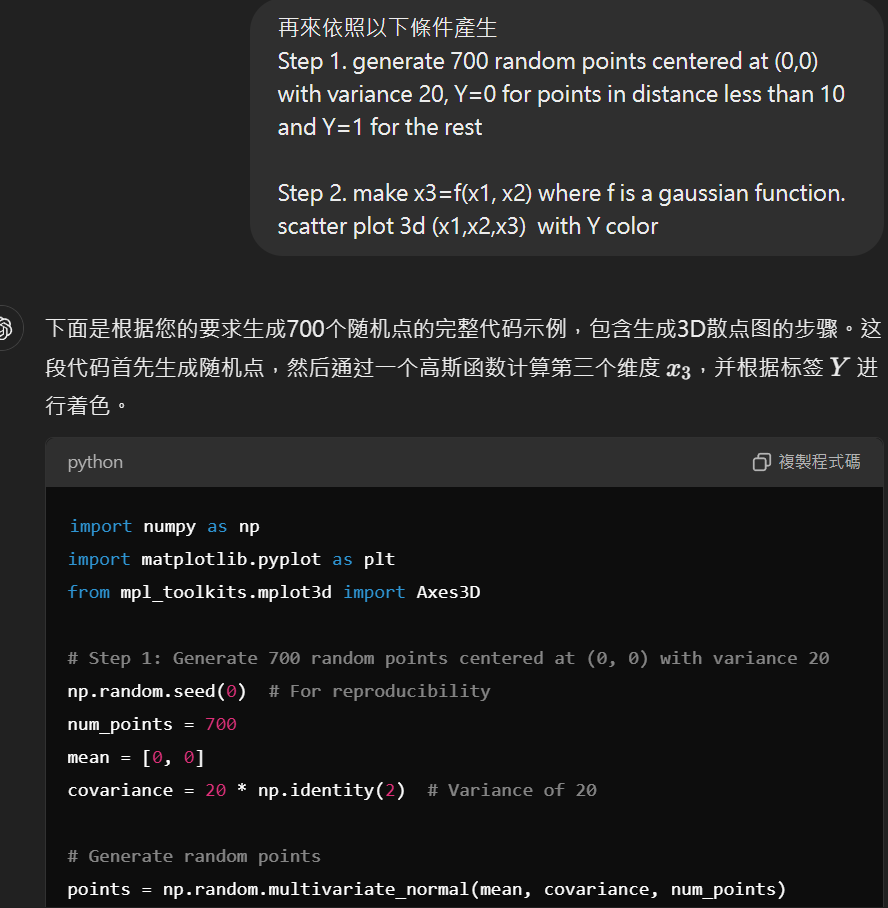 再來依照以下條件產生
Step 1. generate 700 random points centered at (0,0)
with variance 20, Y=0 for points in distance less than 10
and Y=1 for the rest
Step 2. make x3=f(x1, x2) where f is a gaussian function.
scatter plot 3d (x1,x2,x3)  with Y color
下面是根据您的要求生成700个随机点的完整代码示例，包含生成3D散点图的步骤。这
段代码首先生成随机点，然后通过一个高斯函数计算第三个维度 x₃，并根据标签 Y 进
行着色。
python 複製程式碼
import numpy as np
import matplotlib.pyplot as plt
from mpl_toolkits.mplot3d import Axes3D
# Step 1: Generate 700 random points centered at (0, 0) with variance 20
np.random.seed(0)  # For reproducibility
num_points = 700
mean = [0, 0]
covariance = 20 * np.identity(2)  # Variance of 20
# Generate random points
points = np.random.multivariate_normal(mean, covariance, num_points)